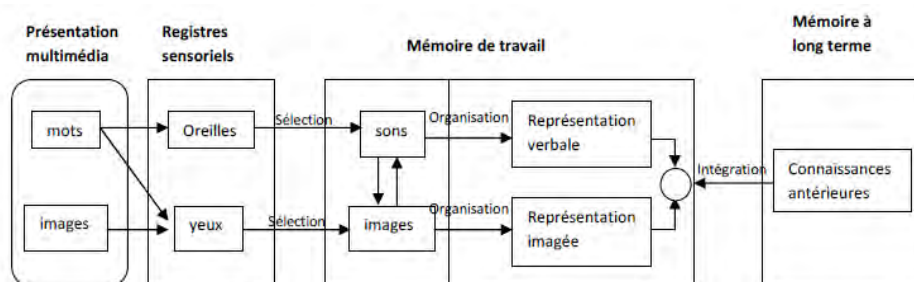 Présentation
multimédia
Registres
sensoriels
Mémoire de travail
Mémoire à
long terme
mots
Oreilles
Sélection
sons
Organisation
Représentation
verbale
Intégration
Connaissances
antérieures
images
yeux
Sélection
images
Organisation
Représentation
imagée